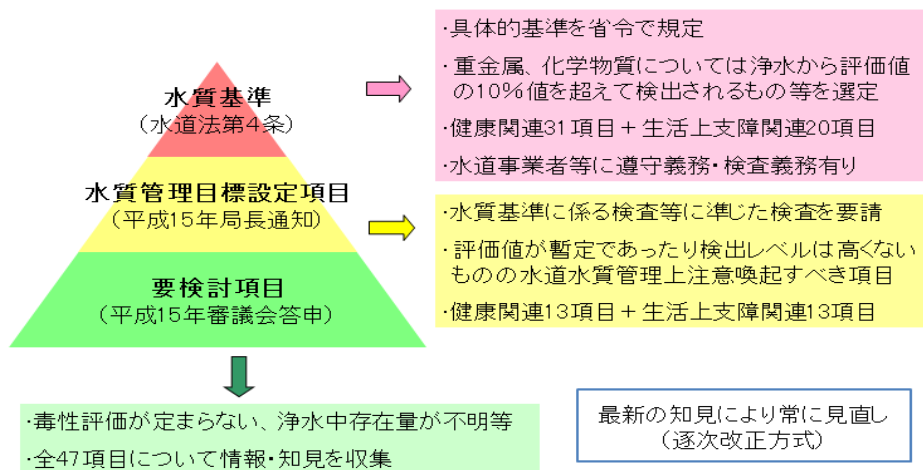 水質基準
(水道法第4条)
水質管理目標設定項目
(平成15年局長通知)
要検討項目
(平成15年審議会答申)
・具体的基準を省令で規定
・重金属、化学物質については浄水から評価値
の10%値を超えて検出されるもの等を選定
・健康関連31項目+生活上支障関連20項目
・水道事業者等に遵守義務・検査義務有り
・水質基準に係る検査等に準じた検査を要請
・評価値が暫定であったり検出レベルは高くない
ものの水道水質管理上注意喚起すべき項目
・健康関連13項目+生活上支障関連13項目
・毒性評価が定まらない、浄水中存在量が不明等
・全47項目について情報・知見を収集
最新の知見により常に見直し
(逐次改正方式)